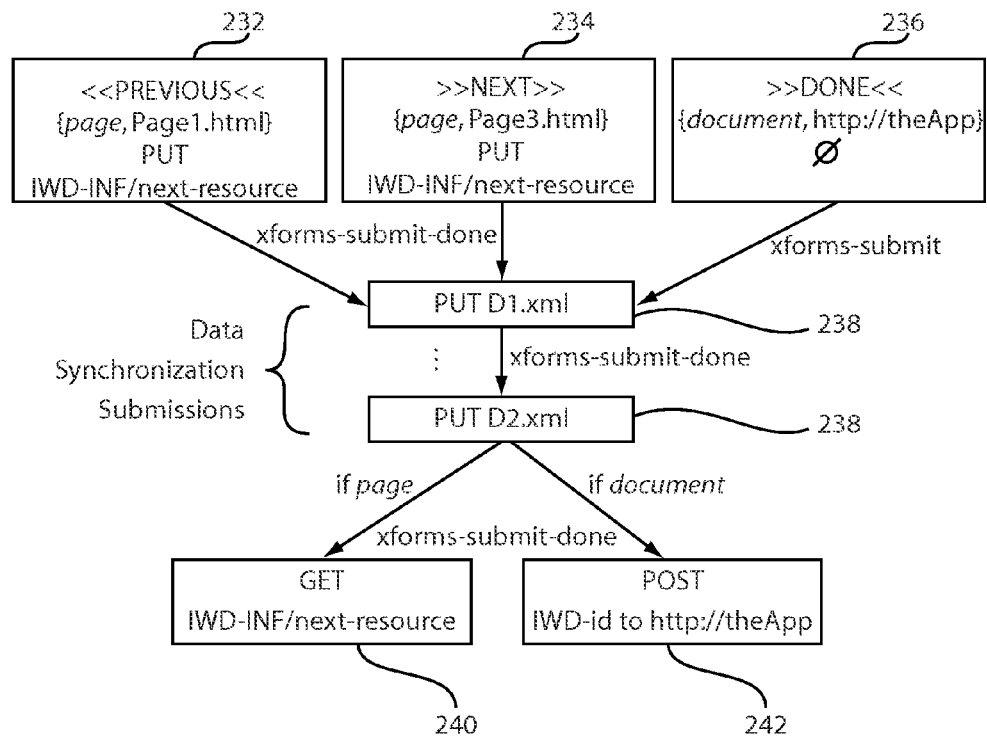 232
234
236
<<PREVIOUS<<
{page, Page1.html}
PUT
IWD-INF/next-resource
>>NEXT>>
{page, Page3.html}
PUT
IWD-INF/next-resource
>>DONE<<
{document, http://theApp}
∅
xforms-submit-done
xforms-submit
PUT D1.xml
238
Data
Synchronization
Submissions
⋮
xforms-submit-done
PUT D2.xml
238
if page
if document
xforms-submit-done
GET
IWD-INF/next-resource
POST
IWD-id to http://theApp
240
242